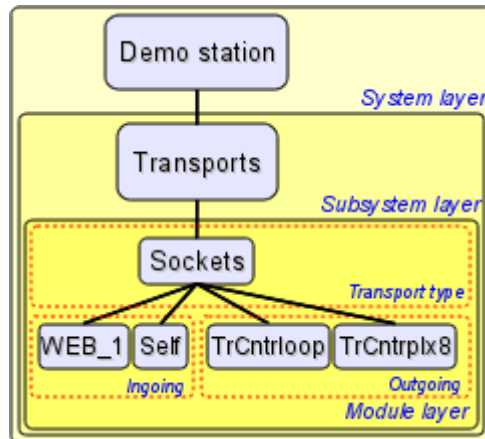 Demo station
System layer
Transports
Subsystem layer
Sockets
Transport type
WEB_1 Self TrCntrloop TrCntrplx8
Ingoing Outgoing
Module layer